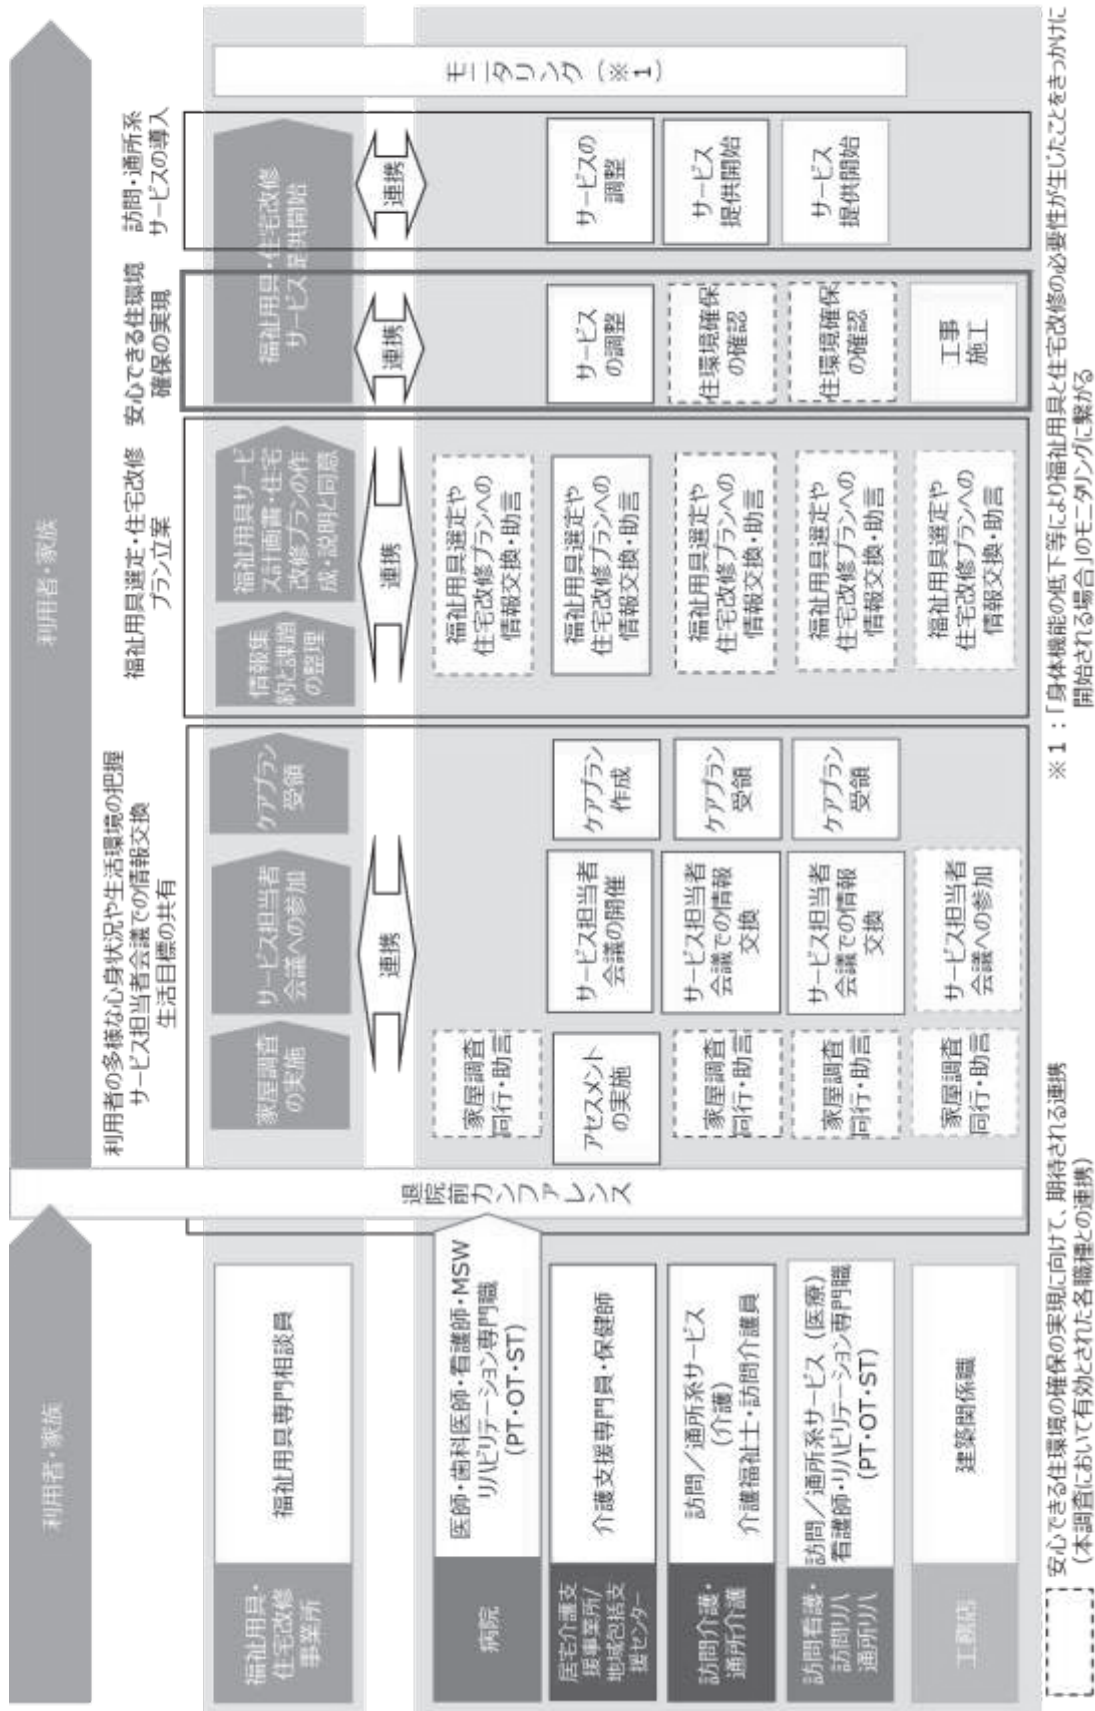 利用者・家族
利用者・家族
利用者の多様な心身状況や生活環境の把握
サービス担当者会議での情報交換
生活目標の共有
福祉用具選定・住宅改修
プラン立案
安心できる住環境
確保の実現
訪問・通所系
サービスの導入
福祉用具・
住宅改修
事業所
福祉用具専門相談員
家屋調査
の実施
サービス担当者
会議への参加
ケアプラン
受領
情報集
約と課題
の整理
福祉用具サービ
ス計画書・住宅
改修プランの作
成・説明と同意
福祉用具・住宅改修
サービス提供開始
連携
連携
連携
連携
モニタリング（※１）
退院前カンファレンス
病院
医師・歯科医師・看護師・MSW
リハビリテーション専門職
(PT・OT・ST)
家屋調査
同行・助言
福祉用具選定や
住宅改修プランへの
情報交換・助言
居宅介護支
援事業所/
地域包括支
援センター
介護支援専門員・保健師
アセスメント
の実施
サービス担当者
会議の開催
ケアプラン
作成
福祉用具選定や
住宅改修プランへの
情報交換・助言
サービス
の調整
サービスの
調整
訪問介護・
通所介護
訪問／通所系サービス
(介護)
介護福祉士・訪問介護員
家屋調査
同行・助言
サービス担当者
会議での情報
交換
ケアプラン
受領
福祉用具選定や
住宅改修プランへの
情報交換・助言
住環境確保
の確認
サービス
提供開始
訪問看護・
訪問リハ
通所リハ
訪問／通所系サービス（医療）
看護師・リハビリテーション専門職
(PT・OT・ST)
家屋調査
同行・助言
サービス担当者
会議での情報
交換
ケアプラン
受領
福祉用具選定や
住宅改修プランへの
情報交換・助言
住環境確保
の確認
サービス
提供開始
工務店
建築関係職
家屋調査
同行・助言
サービス担当者
会議への参加
福祉用具選定や
住宅改修プランへの
情報交換・助言
工事
施工
安心できる住環境の確保の実現に向けて、期待される連携
（本調査において有効とされた各職種との連携）
※１：「身体機能の低下等により福祉用具と住宅改修の必要性が生じたことをきっかけに
開始される場合」のモニタリングに繋がる